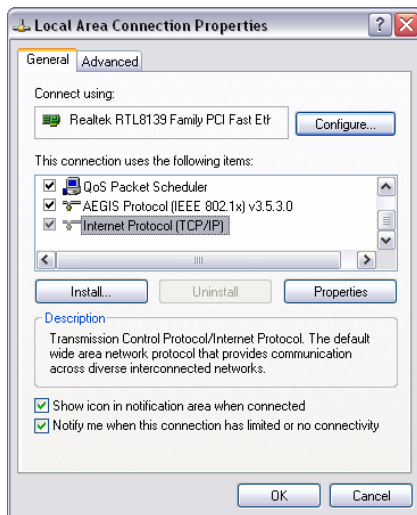 Local Area Connection Properties
General
Advanced
Connect using:
Realtek RTL8139 Family PCI Fast Eth
Configure...
This connection uses the following items:
QoS Packet Scheduler
AEGIS Protocol (IEEE 802.1x) v3.5.3.0
Internet Protocol (TCP/IP)
Install...
Uninstall
Properties
Description
Transmission Control Protocol/Internet Protocol. The default
wide area network protocol that provides communication
across diverse interconnected networks.
Show icon in notification area when connected
Notify me when this connection has limited or no connectivity
OK
Cancel